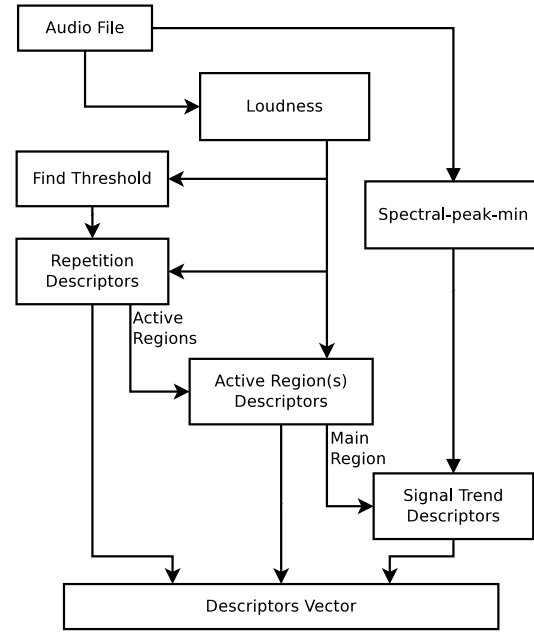 Audio File
Loudness
Find Threshold
Spectral-peak-min
Repetition
Descriptors
Active
Regions
Active Region(s)
Descriptors
Main
Region
Signal Trend
Descriptors
Descriptors Vector